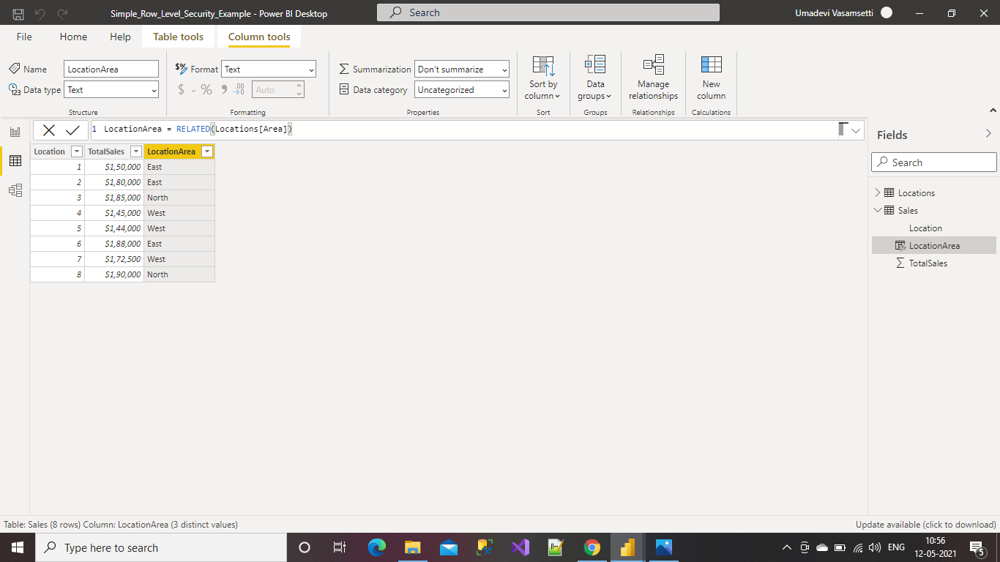 Simple_Row_Level_Security_Example - Power BI Desktop
Search
Umadevi Vasamsetti
File Home Help Table tools Column tools
Name LocationArea
Data type Text
Structure
$% Format Text
$ % 9 .00 Auto
Formatting
Summarization Don't summarize
Data category Uncategorized
Properties
Sort by
column
Sort
Data
groups
Groups
Manage
relationships
Relationships
New
column
Calculations
1 LocationArea = RELATED(Locations[Area])
Location TotalSales LocationArea
1 $1,50,000 East
2 $1,80,000 East
3 $1,85,000 North
4 $1,45,000 West
5 $1,44,000 West
6 $1,88,000 East
7 $1,72,500 West
8 $1,90,000 North
Fields
Search
Locations
Sales
Location
LocationArea
TotalSales
Table: Sales (8 rows) Column: LocationArea (3 distinct values)
Update available (click to download)
Type here to search
ENG
10:56
12-05-2021
5